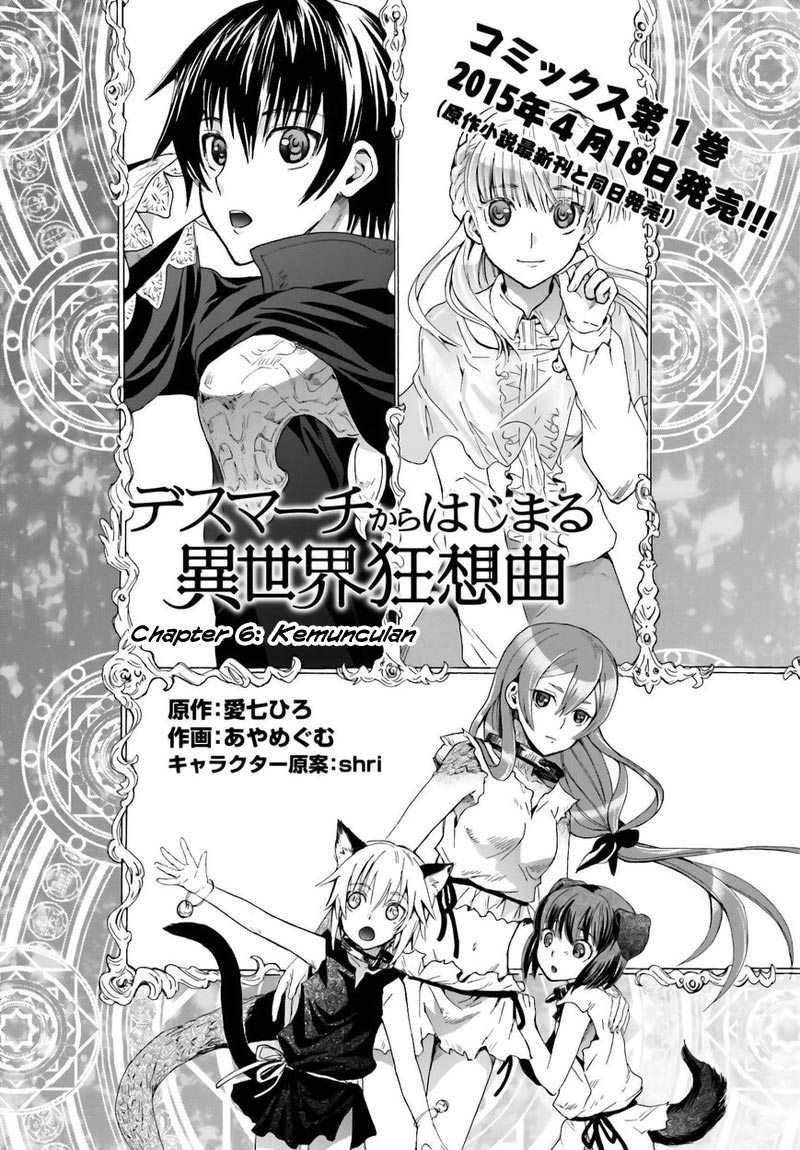 コミックス第1巻
2015年4月18日発売!!!
(原作小説最新刊と同日発売!)
デスマーチからはじまる
異世界狂想曲
Chapter 6: Kemunculan
原作:愛七ひろ
作画:あやめぐむ
キャラクター原案:shri